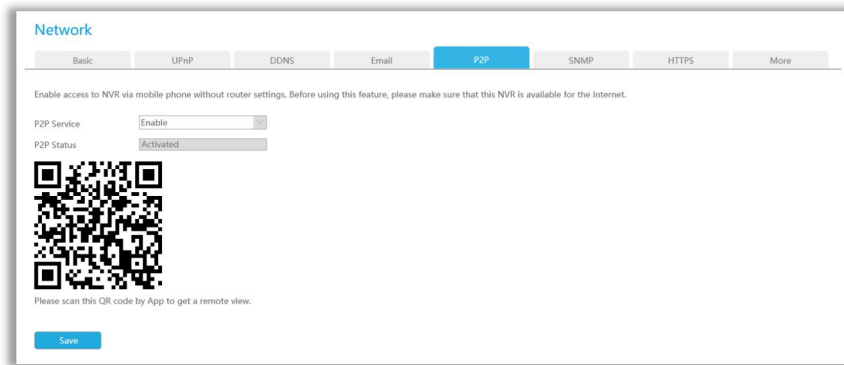 Network
Basic UPnP DDNS Email P2P SNMP HTTPS More
Enable access to NVR via mobile phone without router settings. Before using this feature, please make sure that this NVR is available for the Internet.
P2P Service Enable
P2P Status Activated
Please scan this QR code by App to get a remote view.
Save